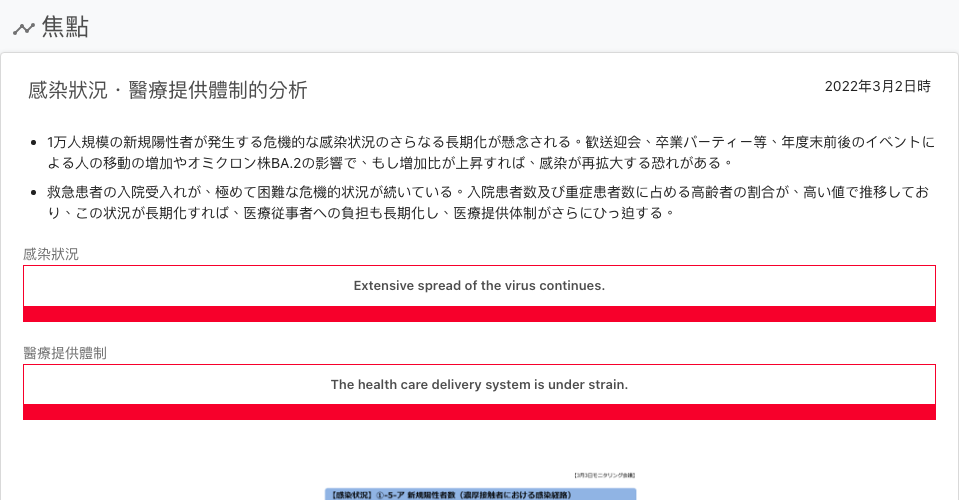 焦點
感染狀況・醫療提供體制的分析
2022年3月2日時
1万人規模の新規陽性者が発生する危機的な感染状況のさらなる長期化が懸念される。歓送迎会、卒業パーティー等、年度末前後のイベントに
よる人の移動の増加やオミクロン株BA.2の影響で、もし増加比が上昇すれば、感染が再拡大する恐れがある。
救急患者の入院受入れが、極めて困難な危機的状況が続いている。入院患者数及び重症患者数に占める高齢者の割合が、高い値で推移してお
り、この状況が長期化すれば、医療従事者への負担も長期化し、医療提供体制がさらにひっ迫する。
感染狀況
Extensive spread of the virus continues.
醫療提供體制
The health care delivery system is under strain.
【3月3日モニタリング会議】
【感染状況】①-5-ア 新規陽性者数（濃厚接触者における感染経路）